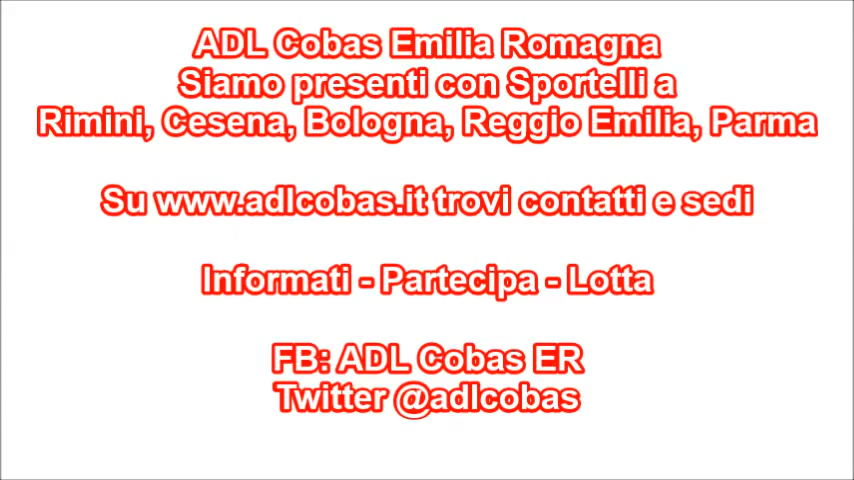 ADL Cobas Emilia Romagna
Siamo presenti con Sportelli a
Rimini, Cesena, Bologna, Reggio Emilia, Parma
Su www.adlcobas.it trovi contatti e sedi
Informati - Partecipa - Lotta
FB: ADL Cobas ER
Twitter @adlcobas